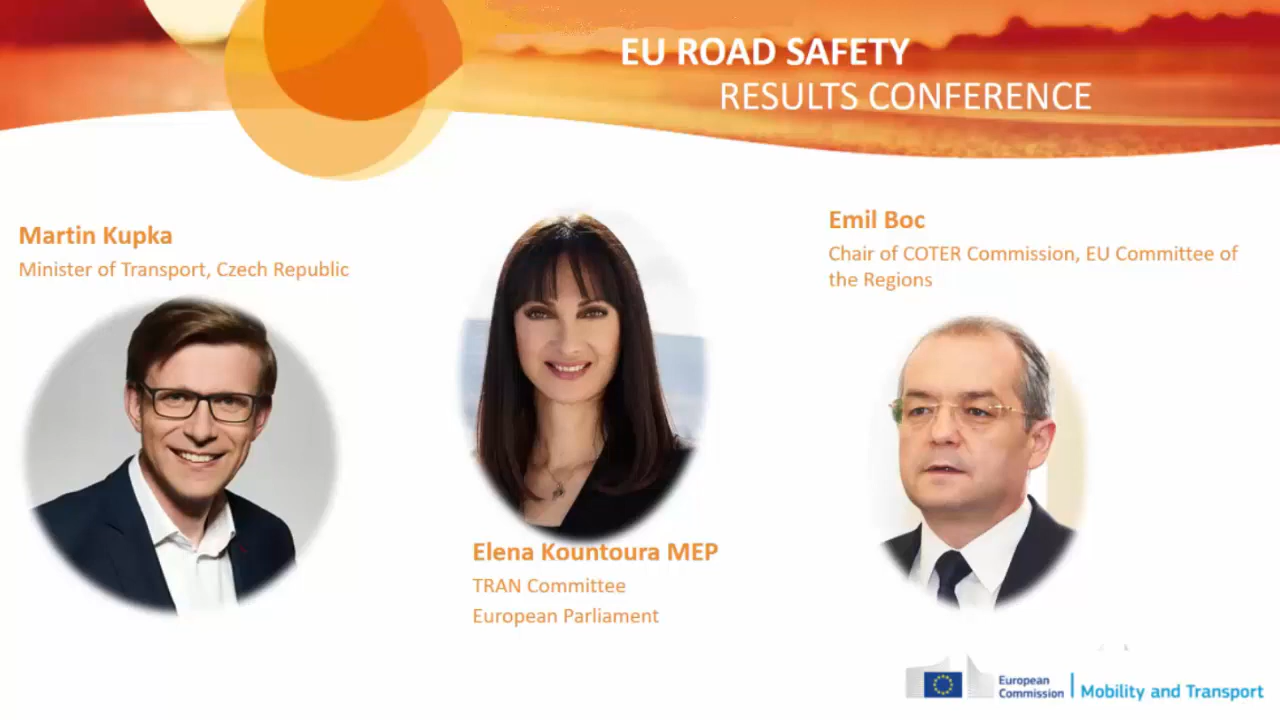 EU ROAD SAFETY
RESULTS CONFERENCE
Martin Kupka
Minister of Transport, Czech Republic
Elena Kountoura MEP
TRAN Committee
European Parliament
Emil Boc
Chair of COTER Commission, EU Committee of
the Regions
European
Commission
Mobility and Transport